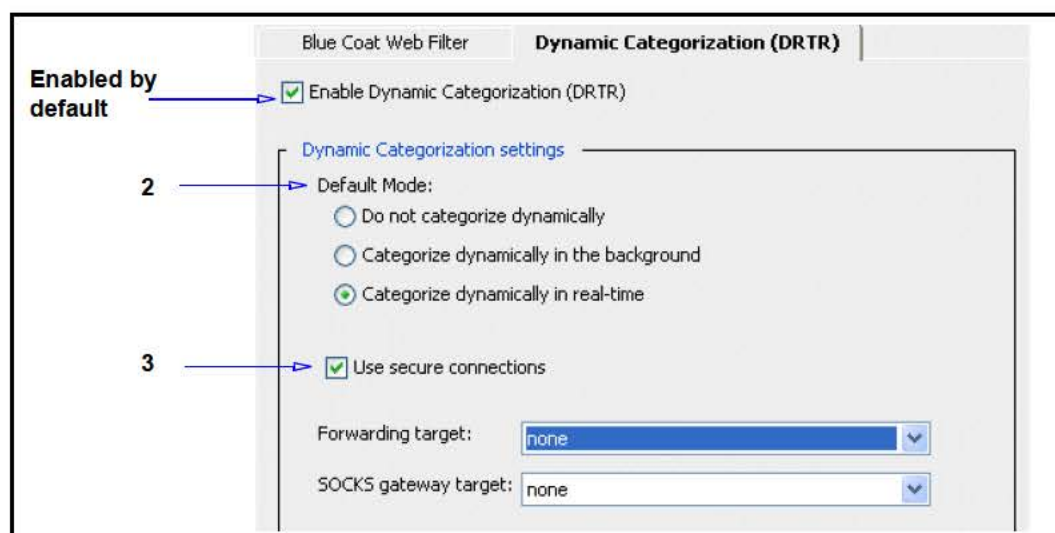 Blue Coat Web Filter
Dynamic Categorization (DRTR)
Enabled by
default
Enable Dynamic Categorization (DRTR)
Dynamic Categorization settings
2
Default Mode:
Do not categorize dynamically
Categorize dynamically in the background
Categorize dynamically in real-time
3
Use secure connections
Forwarding target:
none
SOCKS gateway target:
none